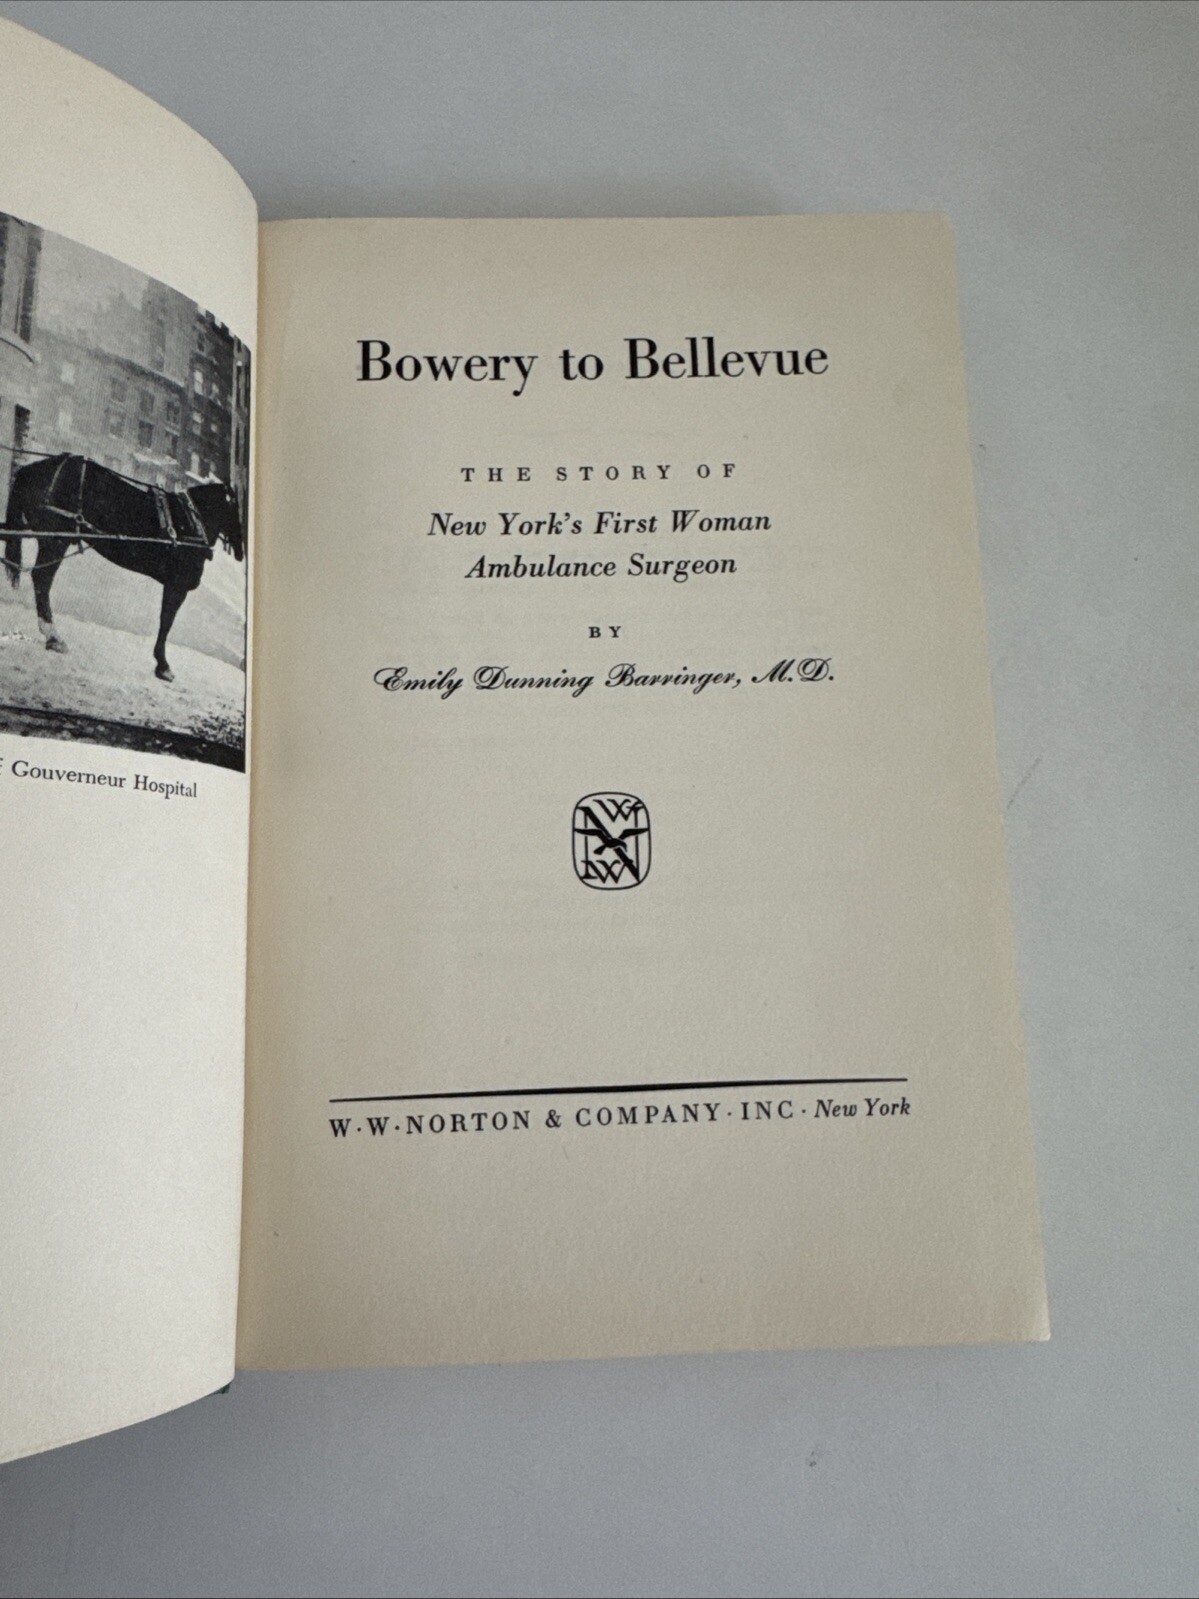 Gouverneur Hospital
Bowery to Bellevue
THE STORY OF
New York's First Woman
Ambulance Surgeon
BY
Emily Dunning Barringer, M.D.
W·W·NORTON & COMPANY·INC·New York